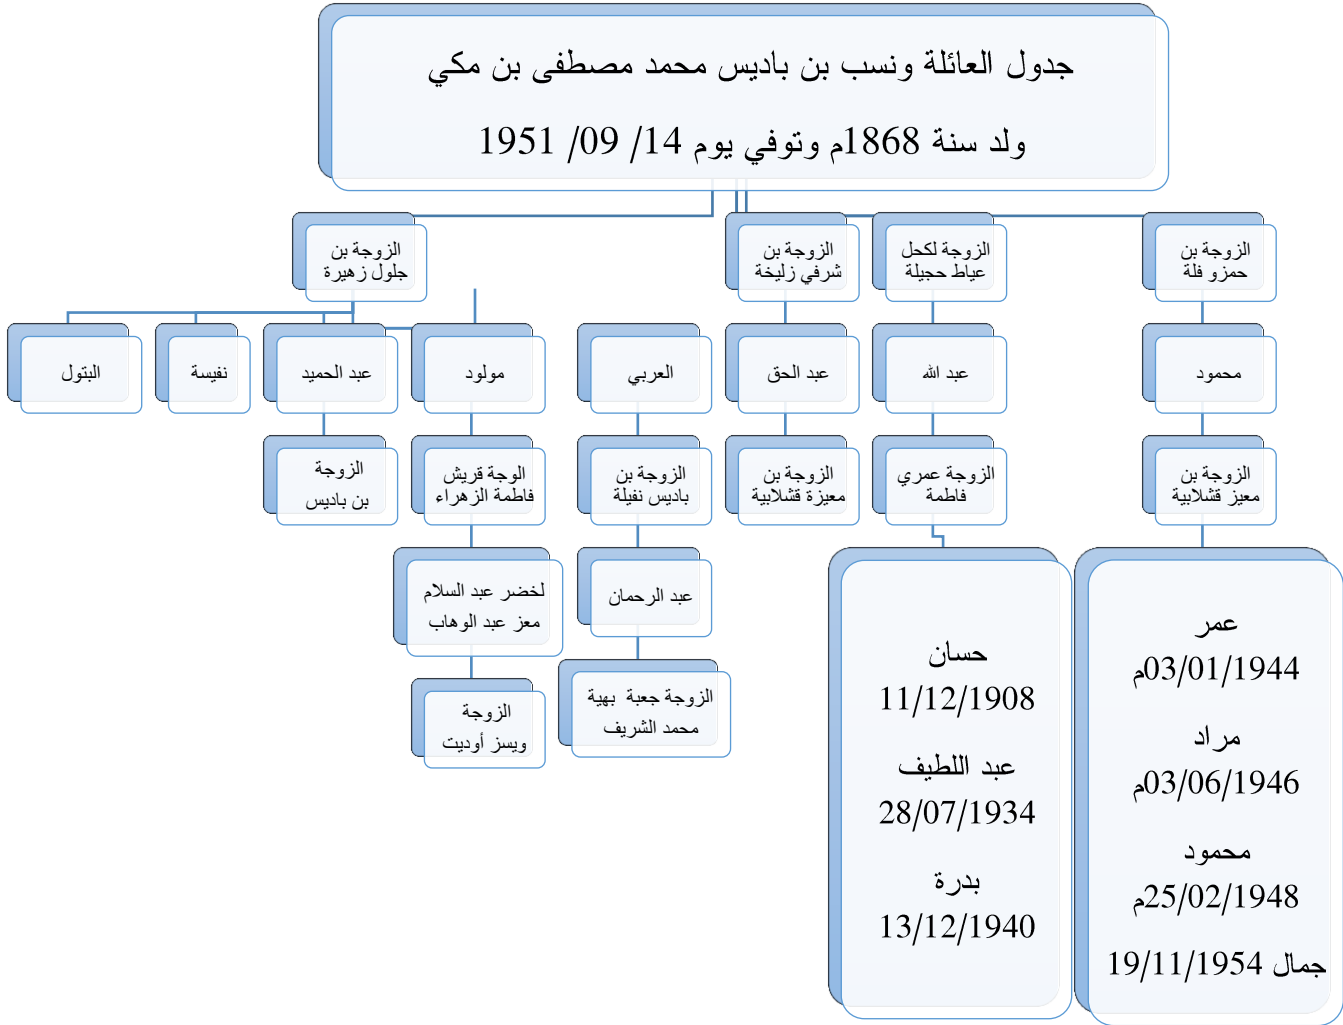 جدول العائلة ونسب بن باديس محمد مصطفى بن مكي
ولد سنة 1868م وتوفي يوم 14/ 09/ 1951
الزوجة بن
حمزو فلة
الزوجة لكحل
عياط حجيلة
الزوجة بن
شرفي زليخة
الزوجة بن
جلول زهيرة
محمود
عبد الله
عبد الحق
العربي
مولود
عبد الحميد
نفيسة
البتول
الزوجة بن
معيز قشلابية
الزوجة عمري
فاطمة
الزوجة بن
معيزة قشلابية
الزوجة بن
باديس نفيلة
الوجة قريش
فاطمة الزهراء
الزوجة
بن باديس
عمر
03/01/1944م
مراد
03/06/1946م
محمود
25/02/1948م
جمال 19/11/1954
حسان
11/12/1908
عبد اللطيف
28/07/1934
بدرة
13/12/1940
عبد الرحمان
لخضر عبد السلام
معز عبد الوهاب
الزوجة جعبة بهية
محمد الشريف
الزوجة
ويسز أوديت